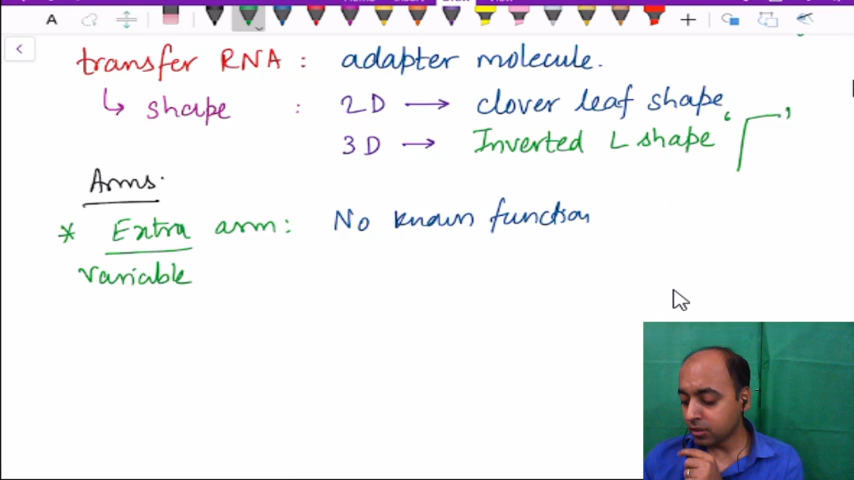 transfer RNA : adapter molecule.
↳ shape : 2D → clover leaf shape
3D → Inverted L shape ‘ ’
Arms.
* Extra arm : No known function
variable